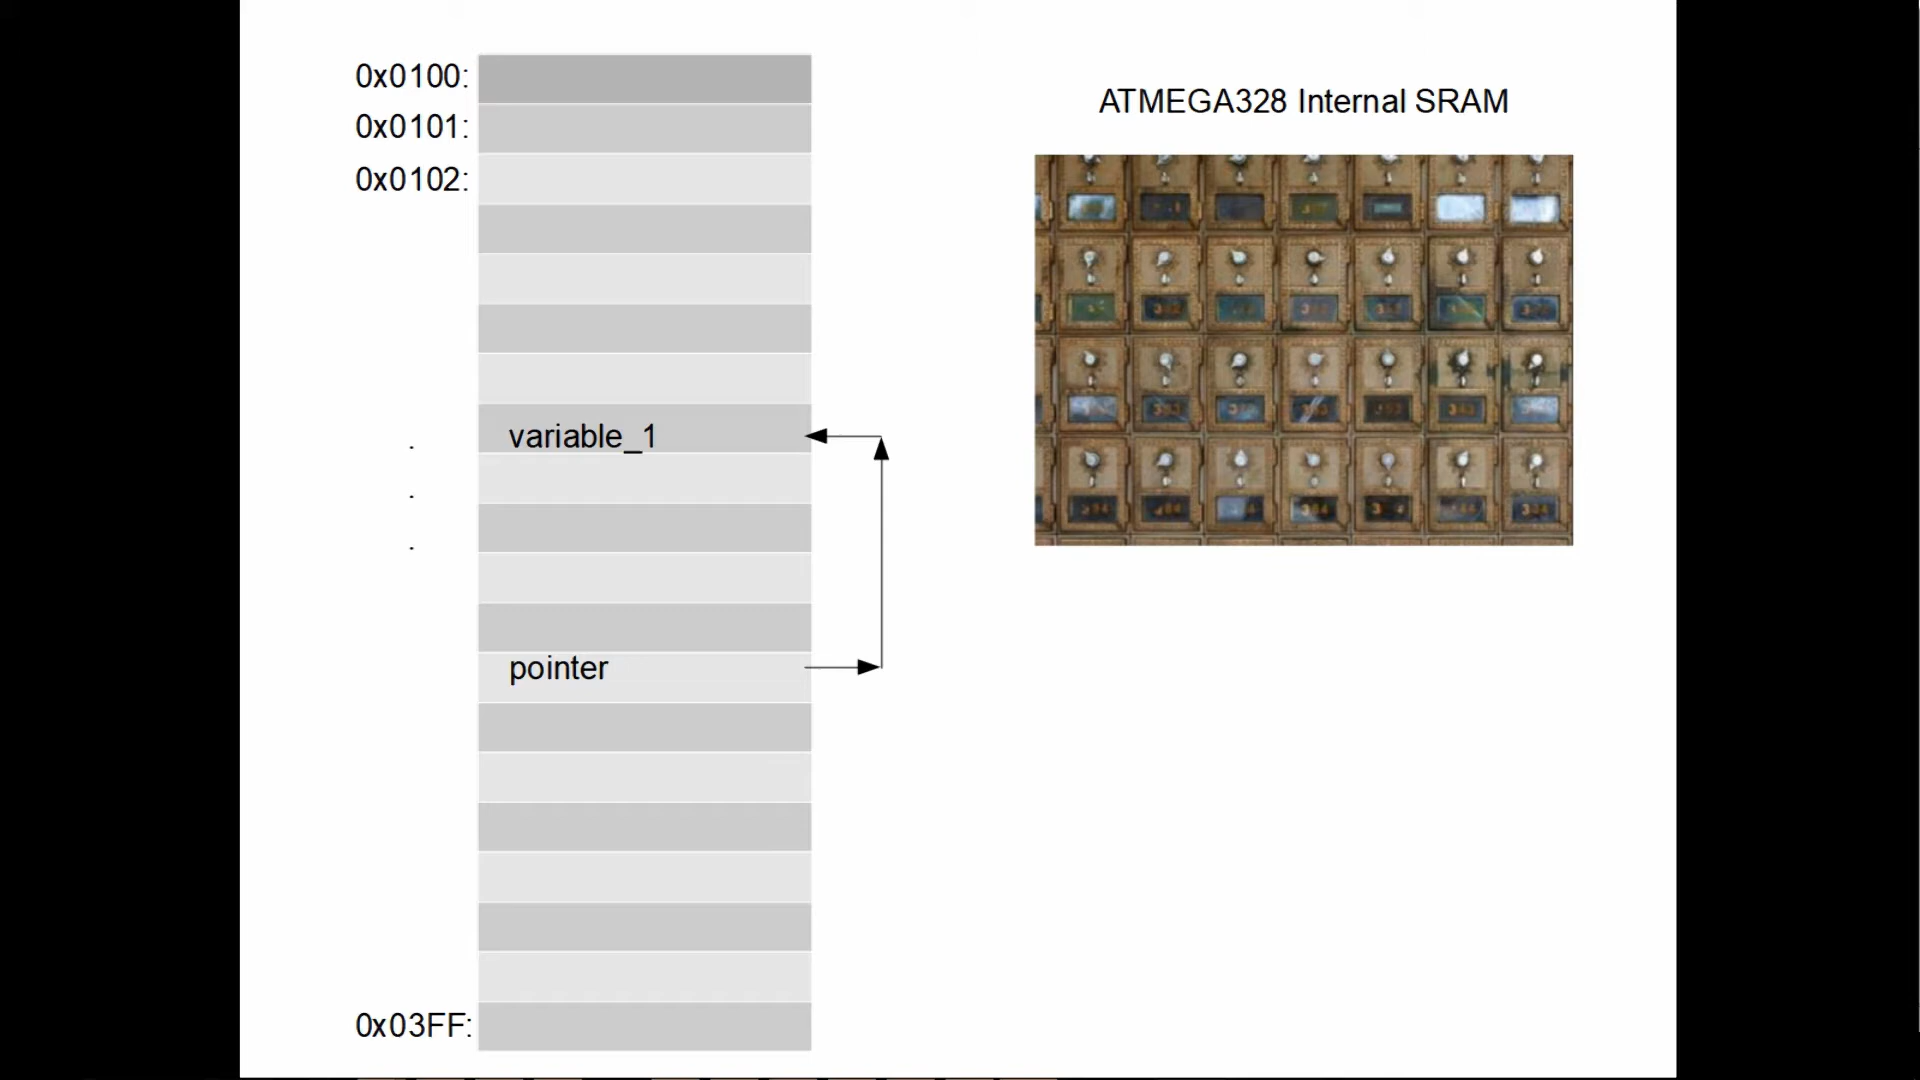 0x0100:
ATMEGA328 Internal SRAM
0x0101:
0x0102:
. variable_1
.
.
pointer
0x03FF: